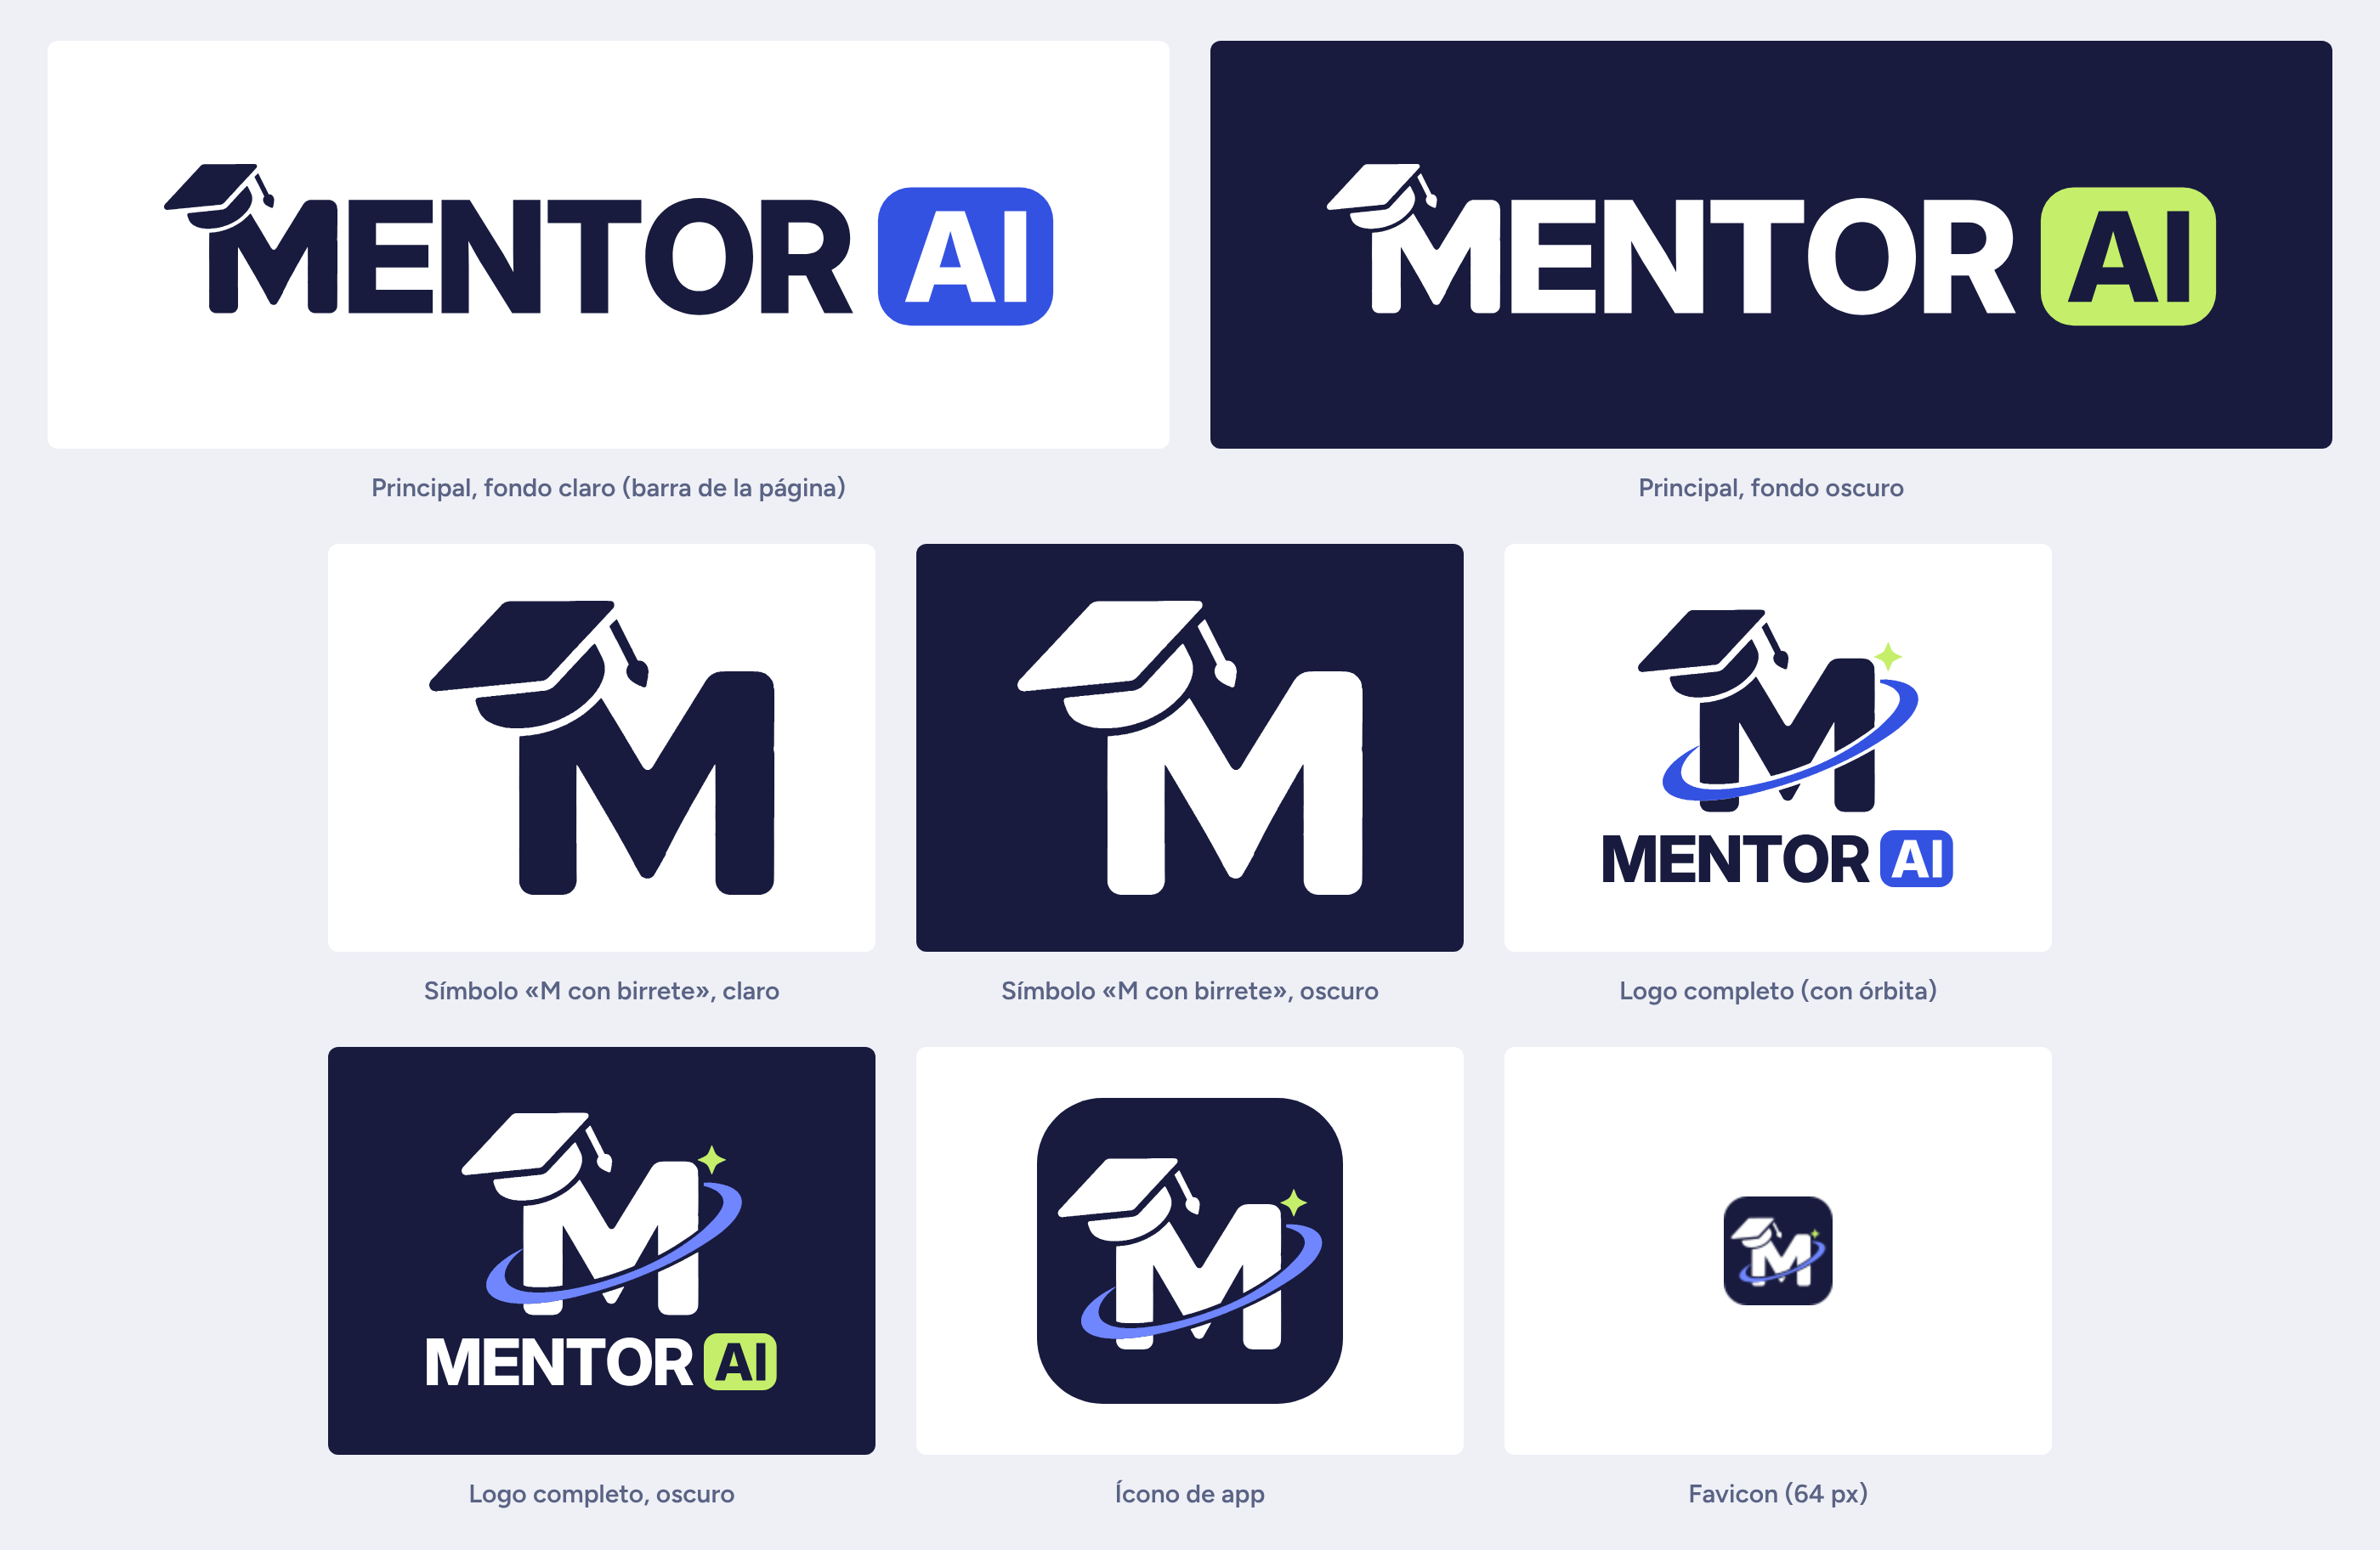 MENTOR AI
MENTOR AI
Principal, fondo claro (barra de la página)
Principal, fondo oscuro
M
M
M
MENTOR AI
Símbolo «M con birrete», claro
Símbolo «M con birrete», oscuro
Logo completo (con órbita)
M
MENTOR AI
M
M
Logo completo, oscuro
Ícono de app
Favicon (64 px)